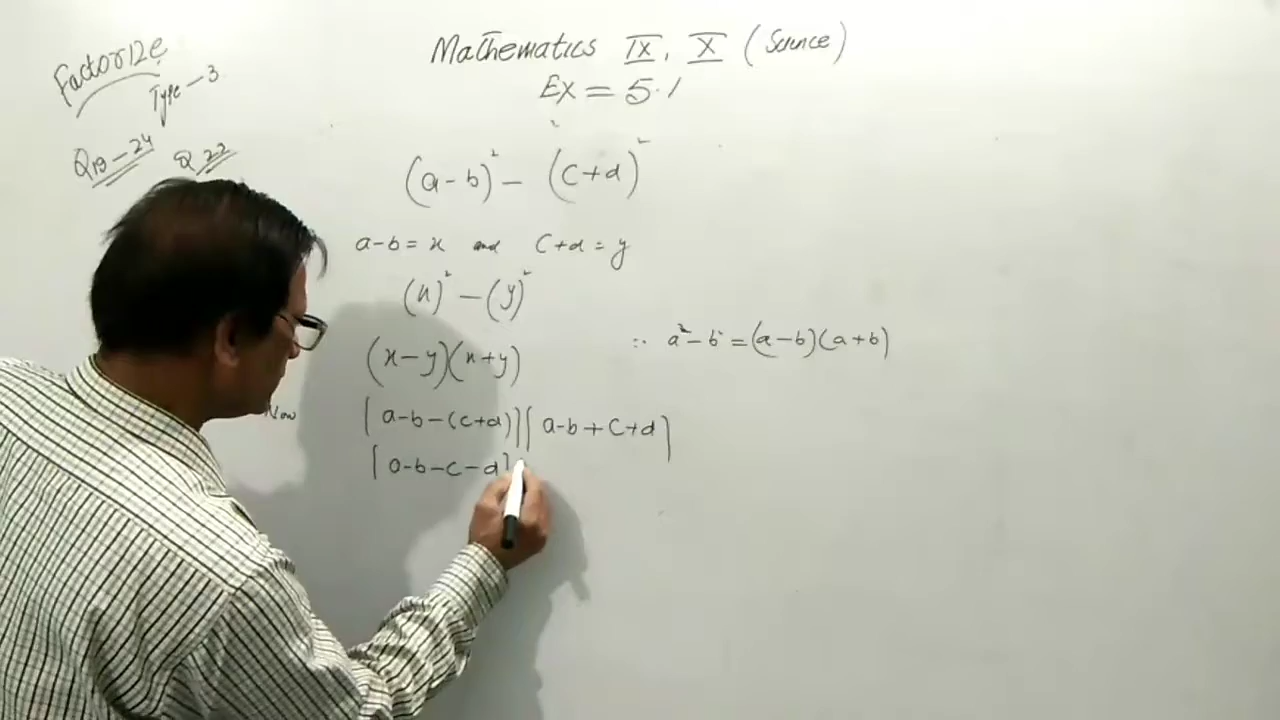 Factorize
Type-3
Q19-24
Q 22
Mathematics IX, X (Science)
Ex = 5.1
(a-b)² - (c+d)²
a-b = x and c+d = y
(x)² - (y)²
(x-y)(x+y)
∵ a²-b² = (a-b)(a+b)
Now [a-b-(c+d)][a-b+c+d]
[a-b-c-d]